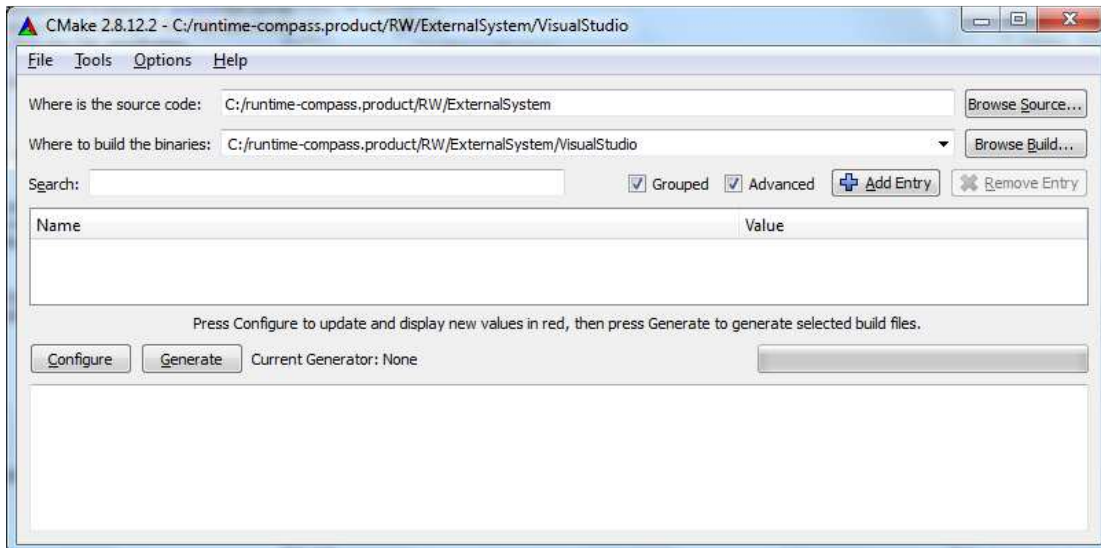 CMake 2.8.12.2 - C:/runtime-compass.product/RW/ExternalSystem/VisualStudio
File Tools Options Help
Where is the source code: C:/runtime-compass.product/RW/ExternalSystem Browse Source...
Where to build the binaries: C:/runtime-compass.product/RW/ExternalSystem/VisualStudio Browse Build...
Search: Grouped Advanced Add Entry Remove Entry
Name Value
Press Configure to update and display new values in red, then press Generate to generate selected build files.
Configure Generate Current Generator: None